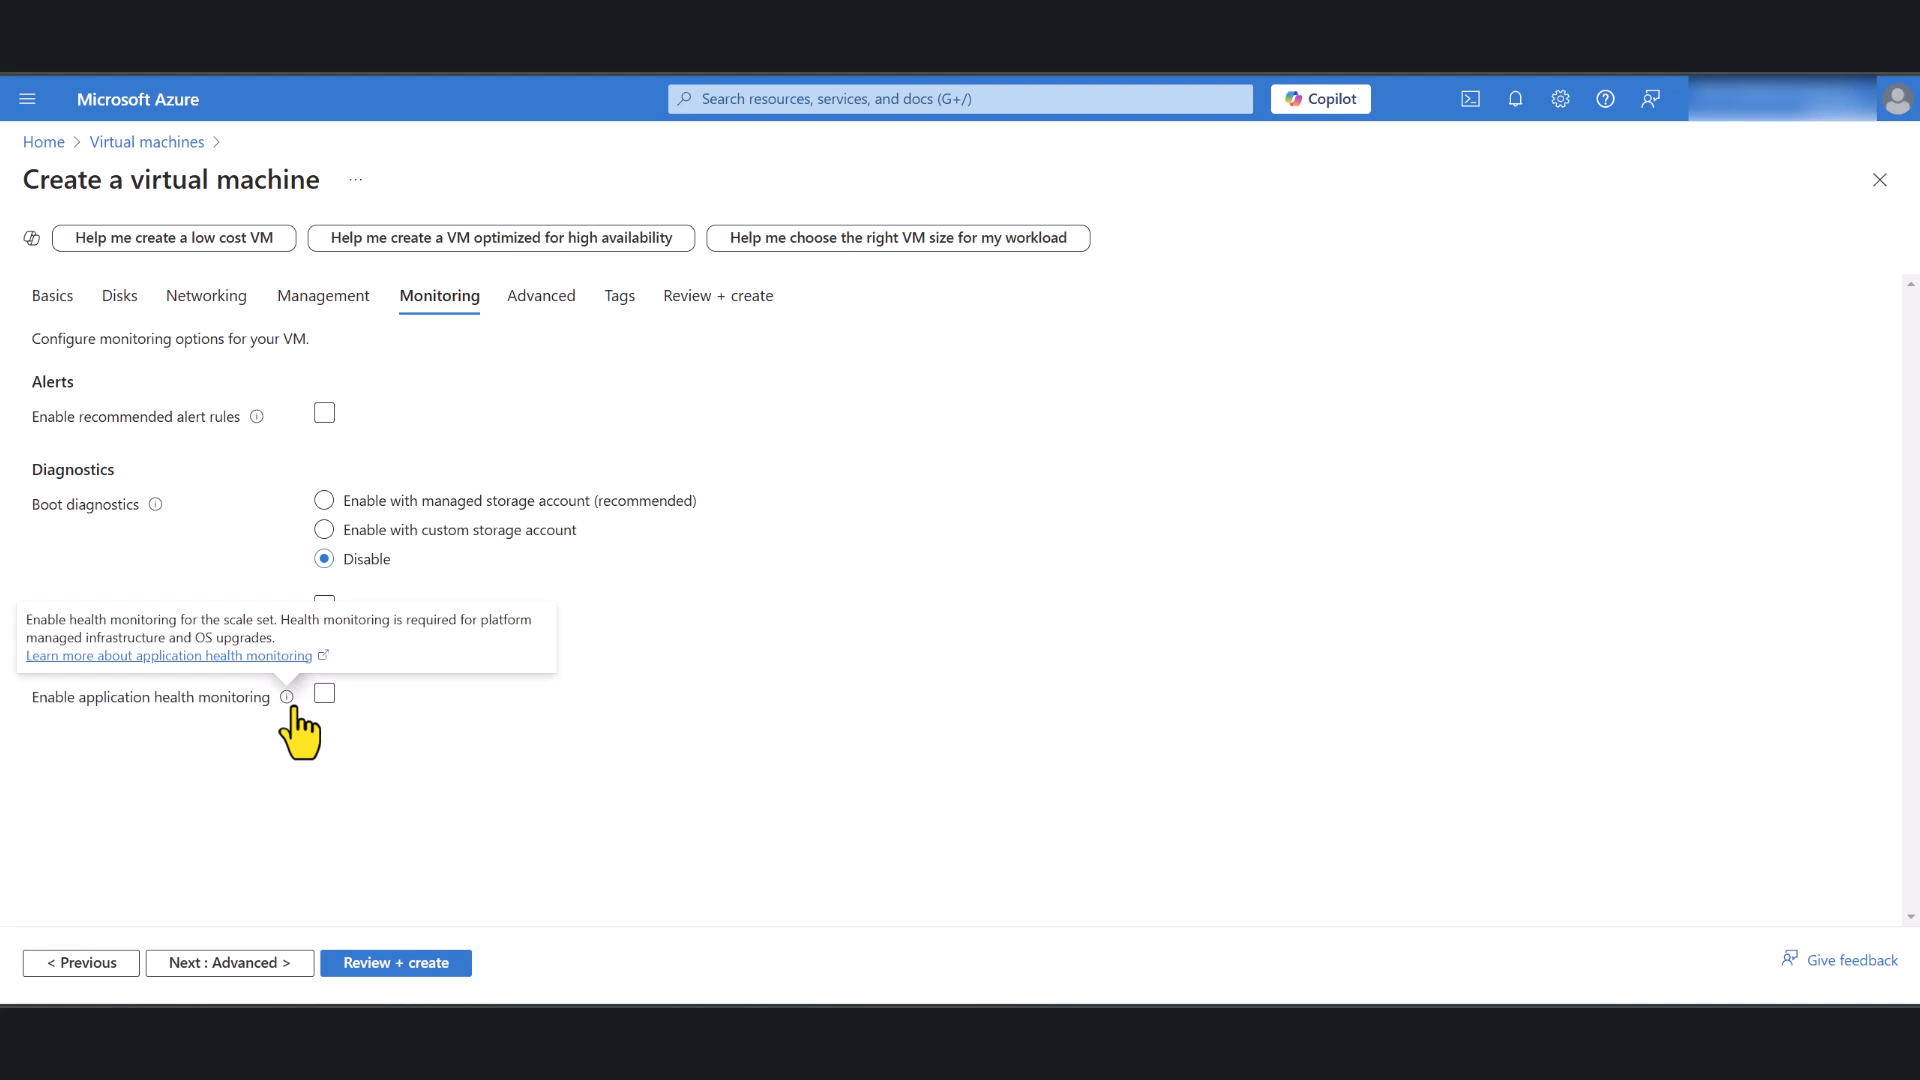 Microsoft Azure
Search resources, services, and docs (G+/)
Copilot
Home > Virtual machines >
Create a virtual machine ...
Help me create a low cost VM
Help me create a VM optimized for high availability
Help me choose the right VM size for my workload
Basics Disks Networking Management Monitoring Advanced Tags Review + create
Configure monitoring options for your VM.
Alerts
Enable recommended alert rules
Diagnostics
Boot diagnostics
Enable with managed storage account (recommended)
Enable with custom storage account
Disable
Enable health monitoring for the scale set. Health monitoring is required for platform
managed infrastructure and OS upgrades.
Learn more about application health monitoring
Enable application health monitoring
< Previous
Next : Advanced >
Review + create
Give feedback